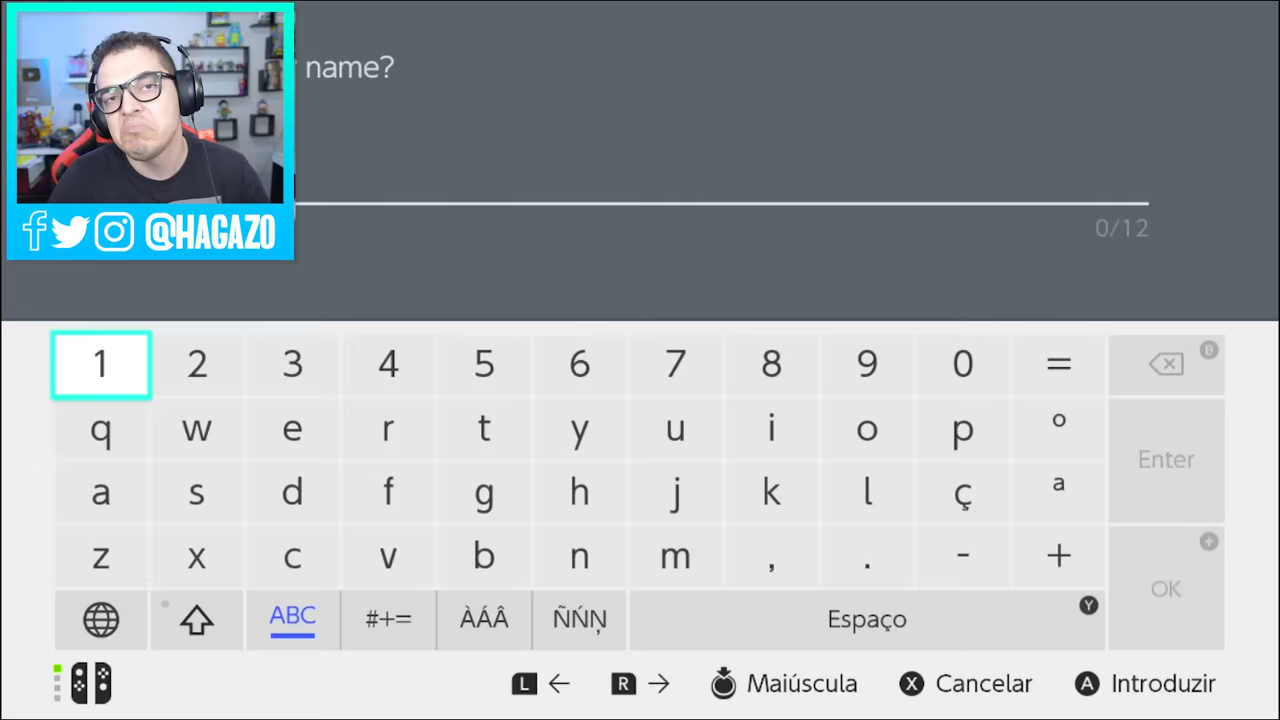 name?
@HAGAZO
0/12
1 2 3 4 5 6 7 8 9 0 =
B
q w e r t y u i o p º
Enter
a s d f g h j k l ç ª
z x c v b n m , . - +
+
OK
ABC #+= ÀÁÂ ÑŃŅ Espaço Y
L ← R → Maiúscula X Cancelar A Introduzir